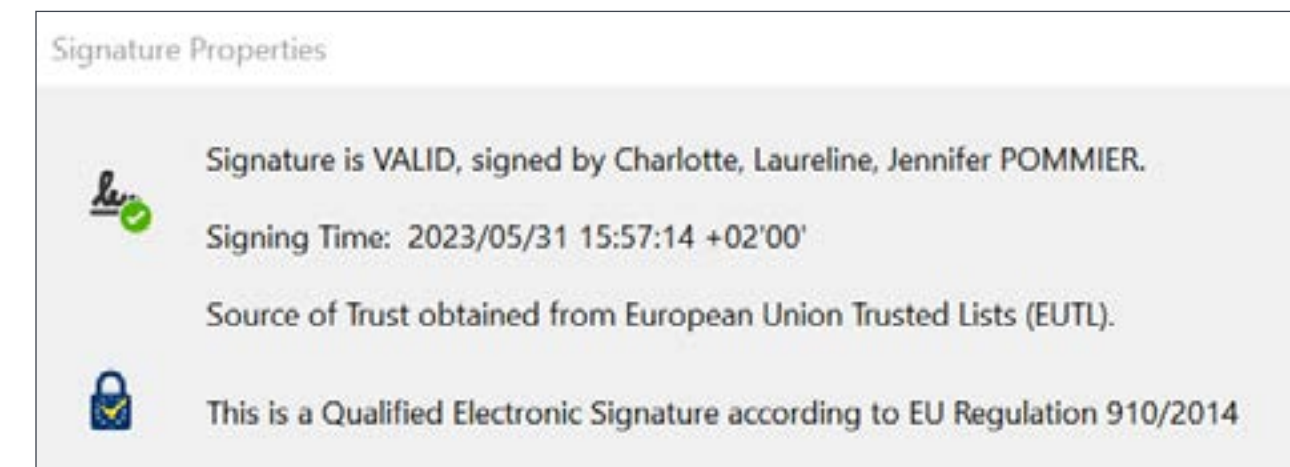 Signature Properties
Signature is VALID, signed by Charlotte, Laureline, Jennifer POMMIER.
Signing Time: 2023/05/31 15:57:14 +02'00'
Source of Trust obtained from European Union Trusted Lists (EUTL).
This is a Qualified Electronic Signature according to EU Regulation 910/2014